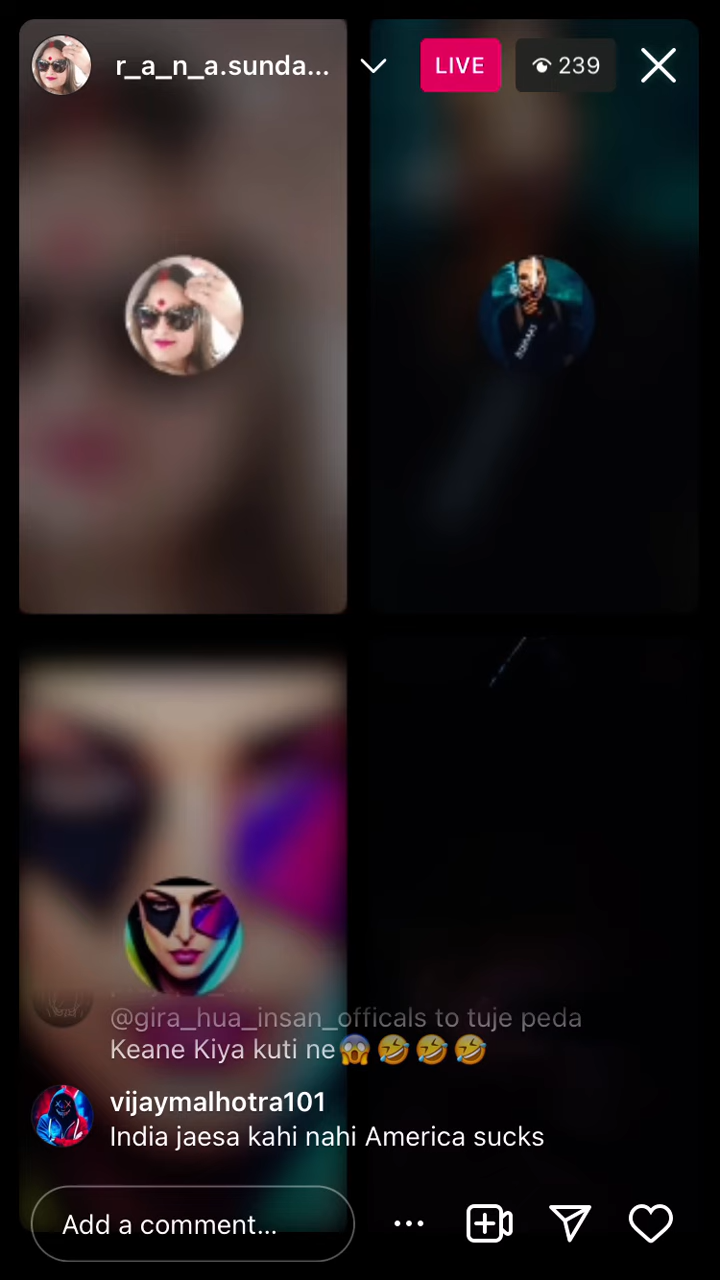 r_a_n_a.sunda...
LIVE
239
@gira_hua_insan_officals to tuje peda
Keane Kiya kuti ne😱🤣🤣🤣
vijaymalhotra101
India jaesa kahi nahi America sucks
Add a comment...